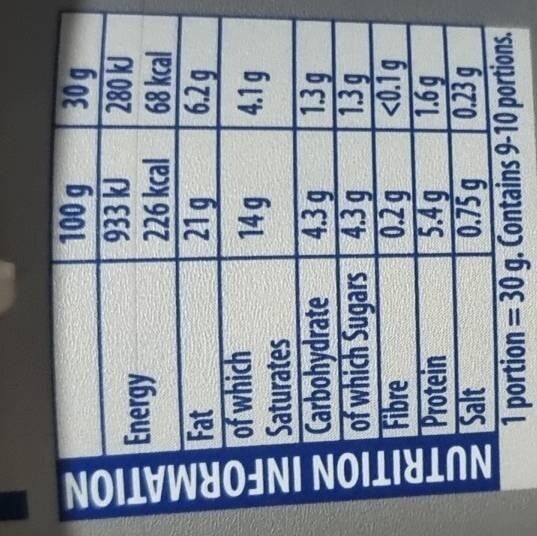 NUTRITION INFORMATION
100 g 30 g
Energy 933 kJ 280 kJ
226 kcal 68 kcal
Fat 21 g 6.2 g
of which
Saturates 14 g 4.1 g
Carbohydrate 4.3 g 1.3 g
of which Sugars 4.3 g 1.3 g
Fibre 0.2 g <0.1 g
Protein 5.4 g 1.6 g
Salt 0.75 g 0.23 g
1 portion = 30 g. Contains 9-10 portions.